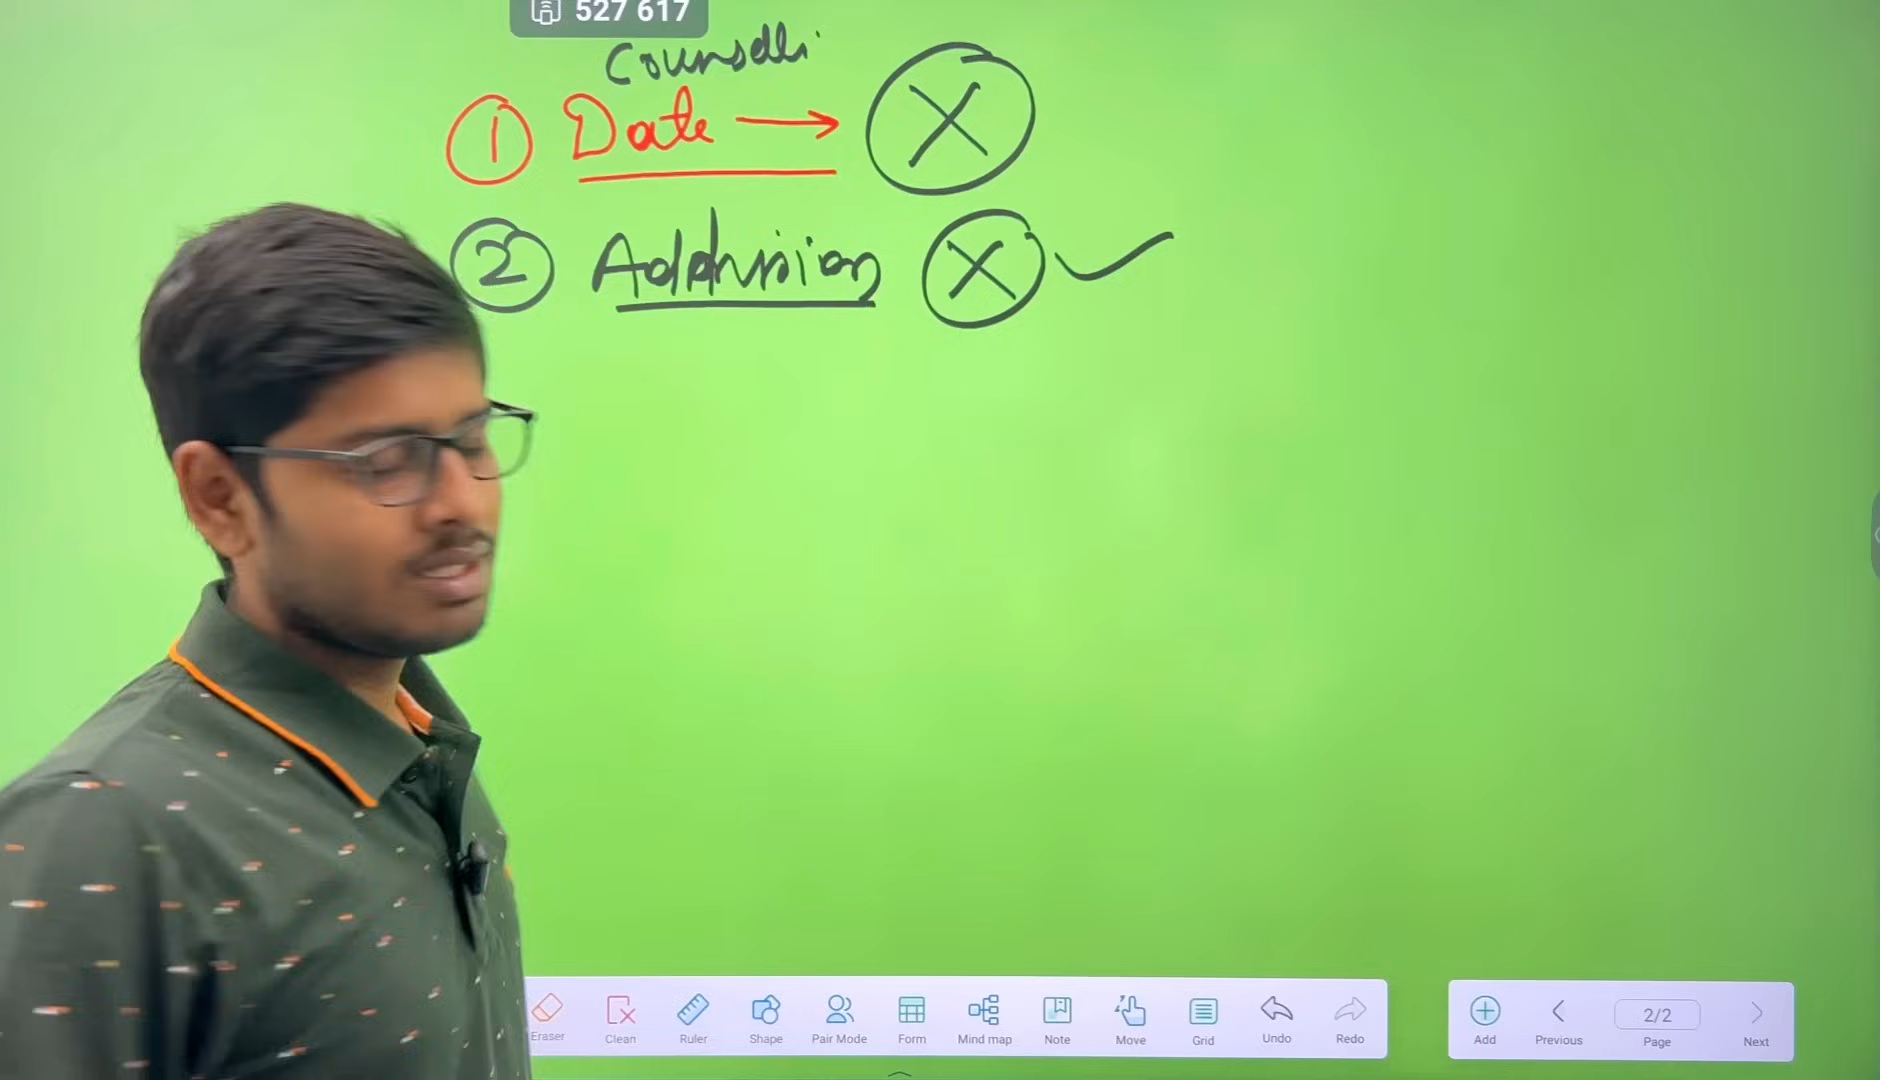 527 617
Counselli
① Date → X
② Addmission X ✓
Eraser Clean Ruler Shape Pair Mode Form Mind map Note Move Grid Undo Redo
Add Previous 2/2 Page Next